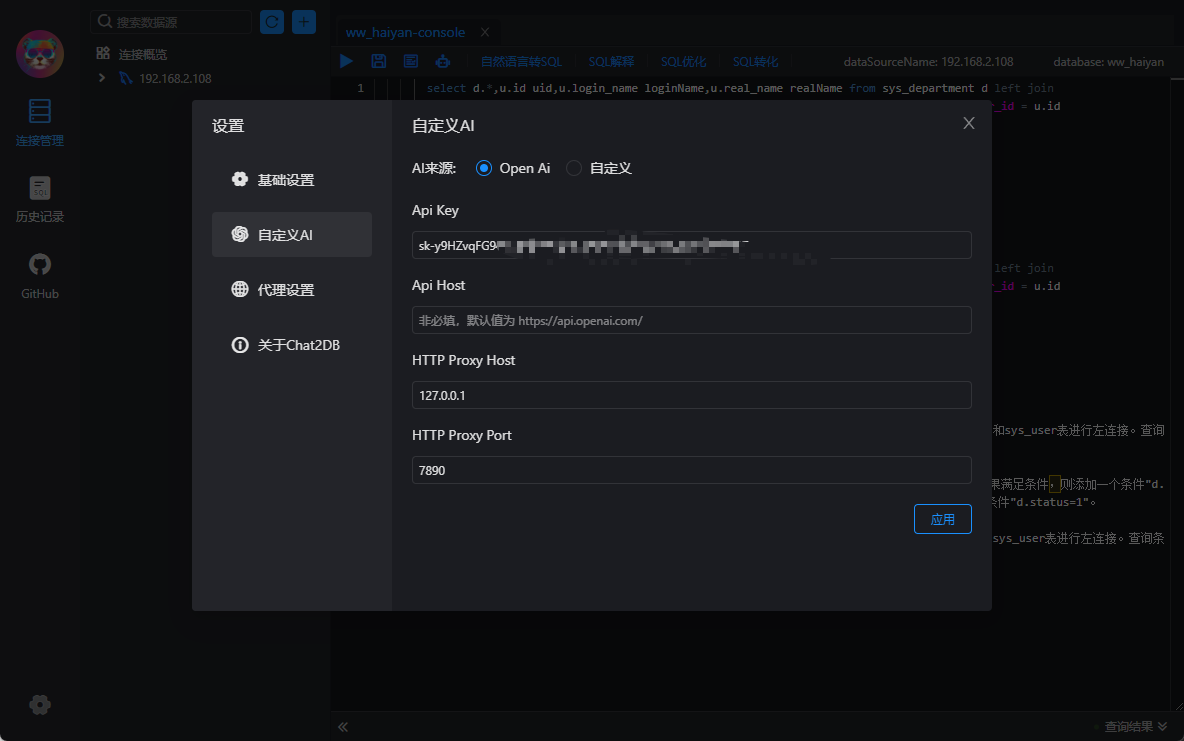 搜索数据源
连接概览
192.168.2.108
连接管理
历史记录
SQL
GitHub
ww_haiyan-console
自然语言转SQL
SQL解释
SQL优化
SQL转化
dataSourceName: 192.168.2.108
database: ww_haiyan
1
select d.*,u.id uid,u.login_name loginName,u.real_name realName from sys_department d left join
_id = u.id
left join
_id = u.id
和sys_user表进行左连接。查询
果满足条件，则添加一个条件"d.
件"d.status=1"。
sys_user表进行左连接。查询条
设置
基础设置
自定义AI
代理设置
关于Chat2DB
自定义AI
AI来源:
Open Ai
自定义
Api Key
sk-y9HZvqFG9
Api Host
非必填，默认值为 https://api.openai.com/
HTTP Proxy Host
127.0.0.1
HTTP Proxy Port
7890
应用
查询结果